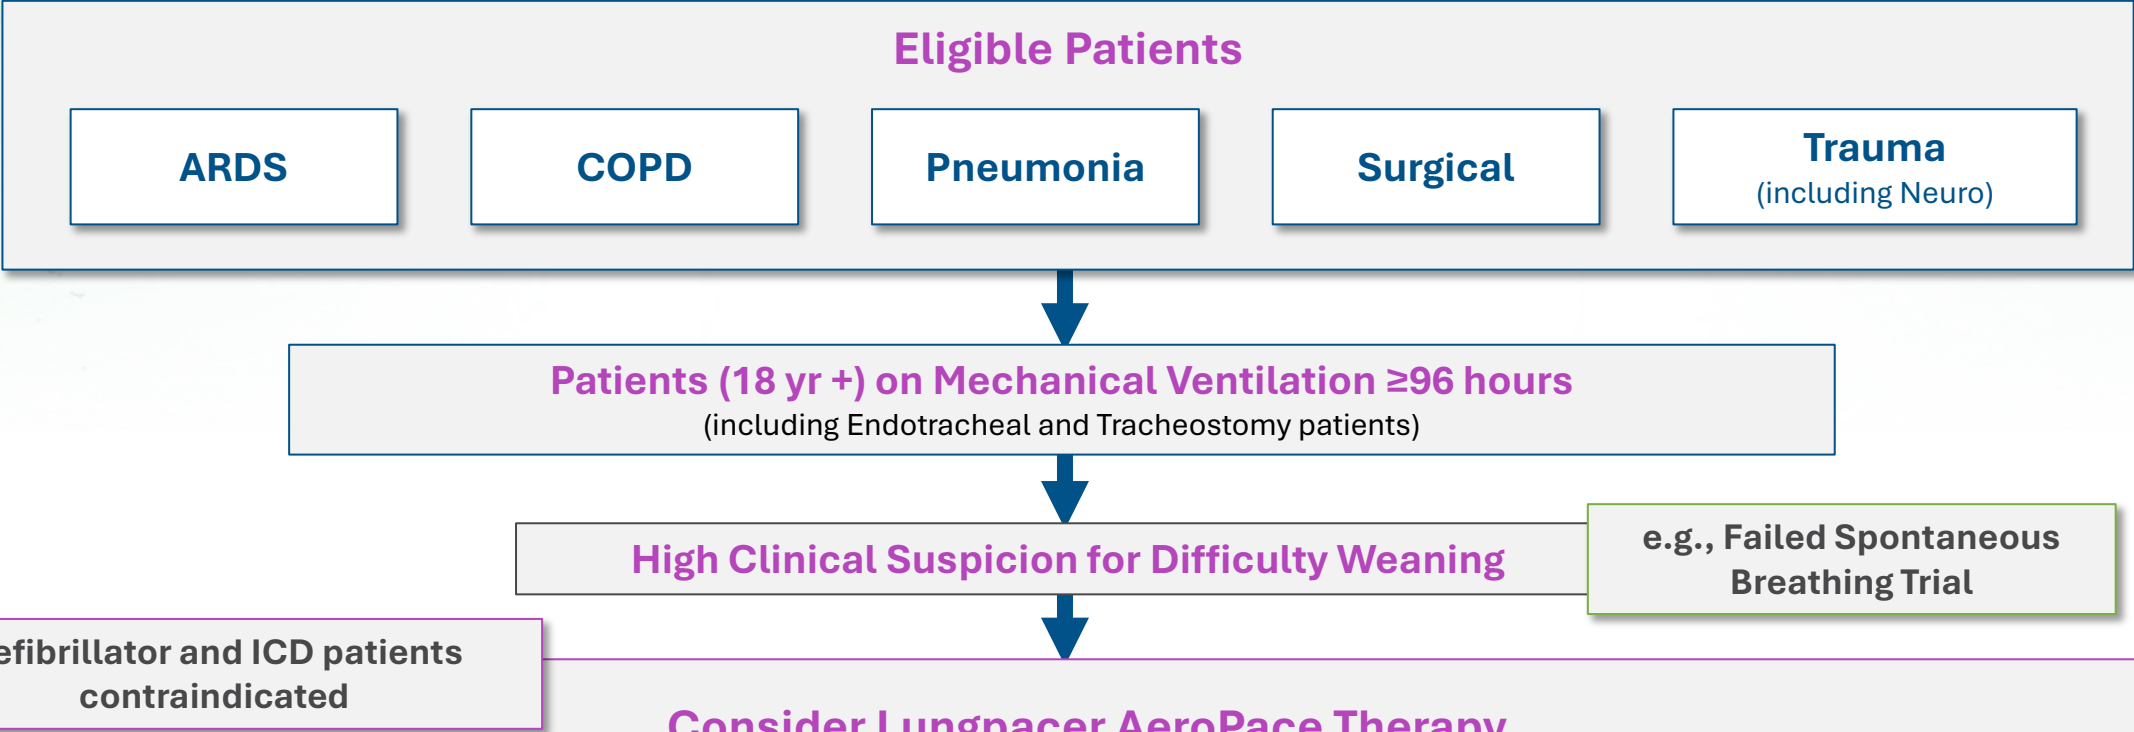 Eligible Patients
ARDS
COPD
Pneumonia
Surgical
Trauma
(including Neuro)
Patients (18 yr +) on Mechanical Ventilation ≥96 hours
(including Endotracheal and Tracheostomy patients)
High Clinical Suspicion for Difficulty Weaning
e.g., Failed Spontaneous
Breathing Trial
efibrillator and ICD patients
contraindicated
Consider Lungpacer AeroPace Therapy